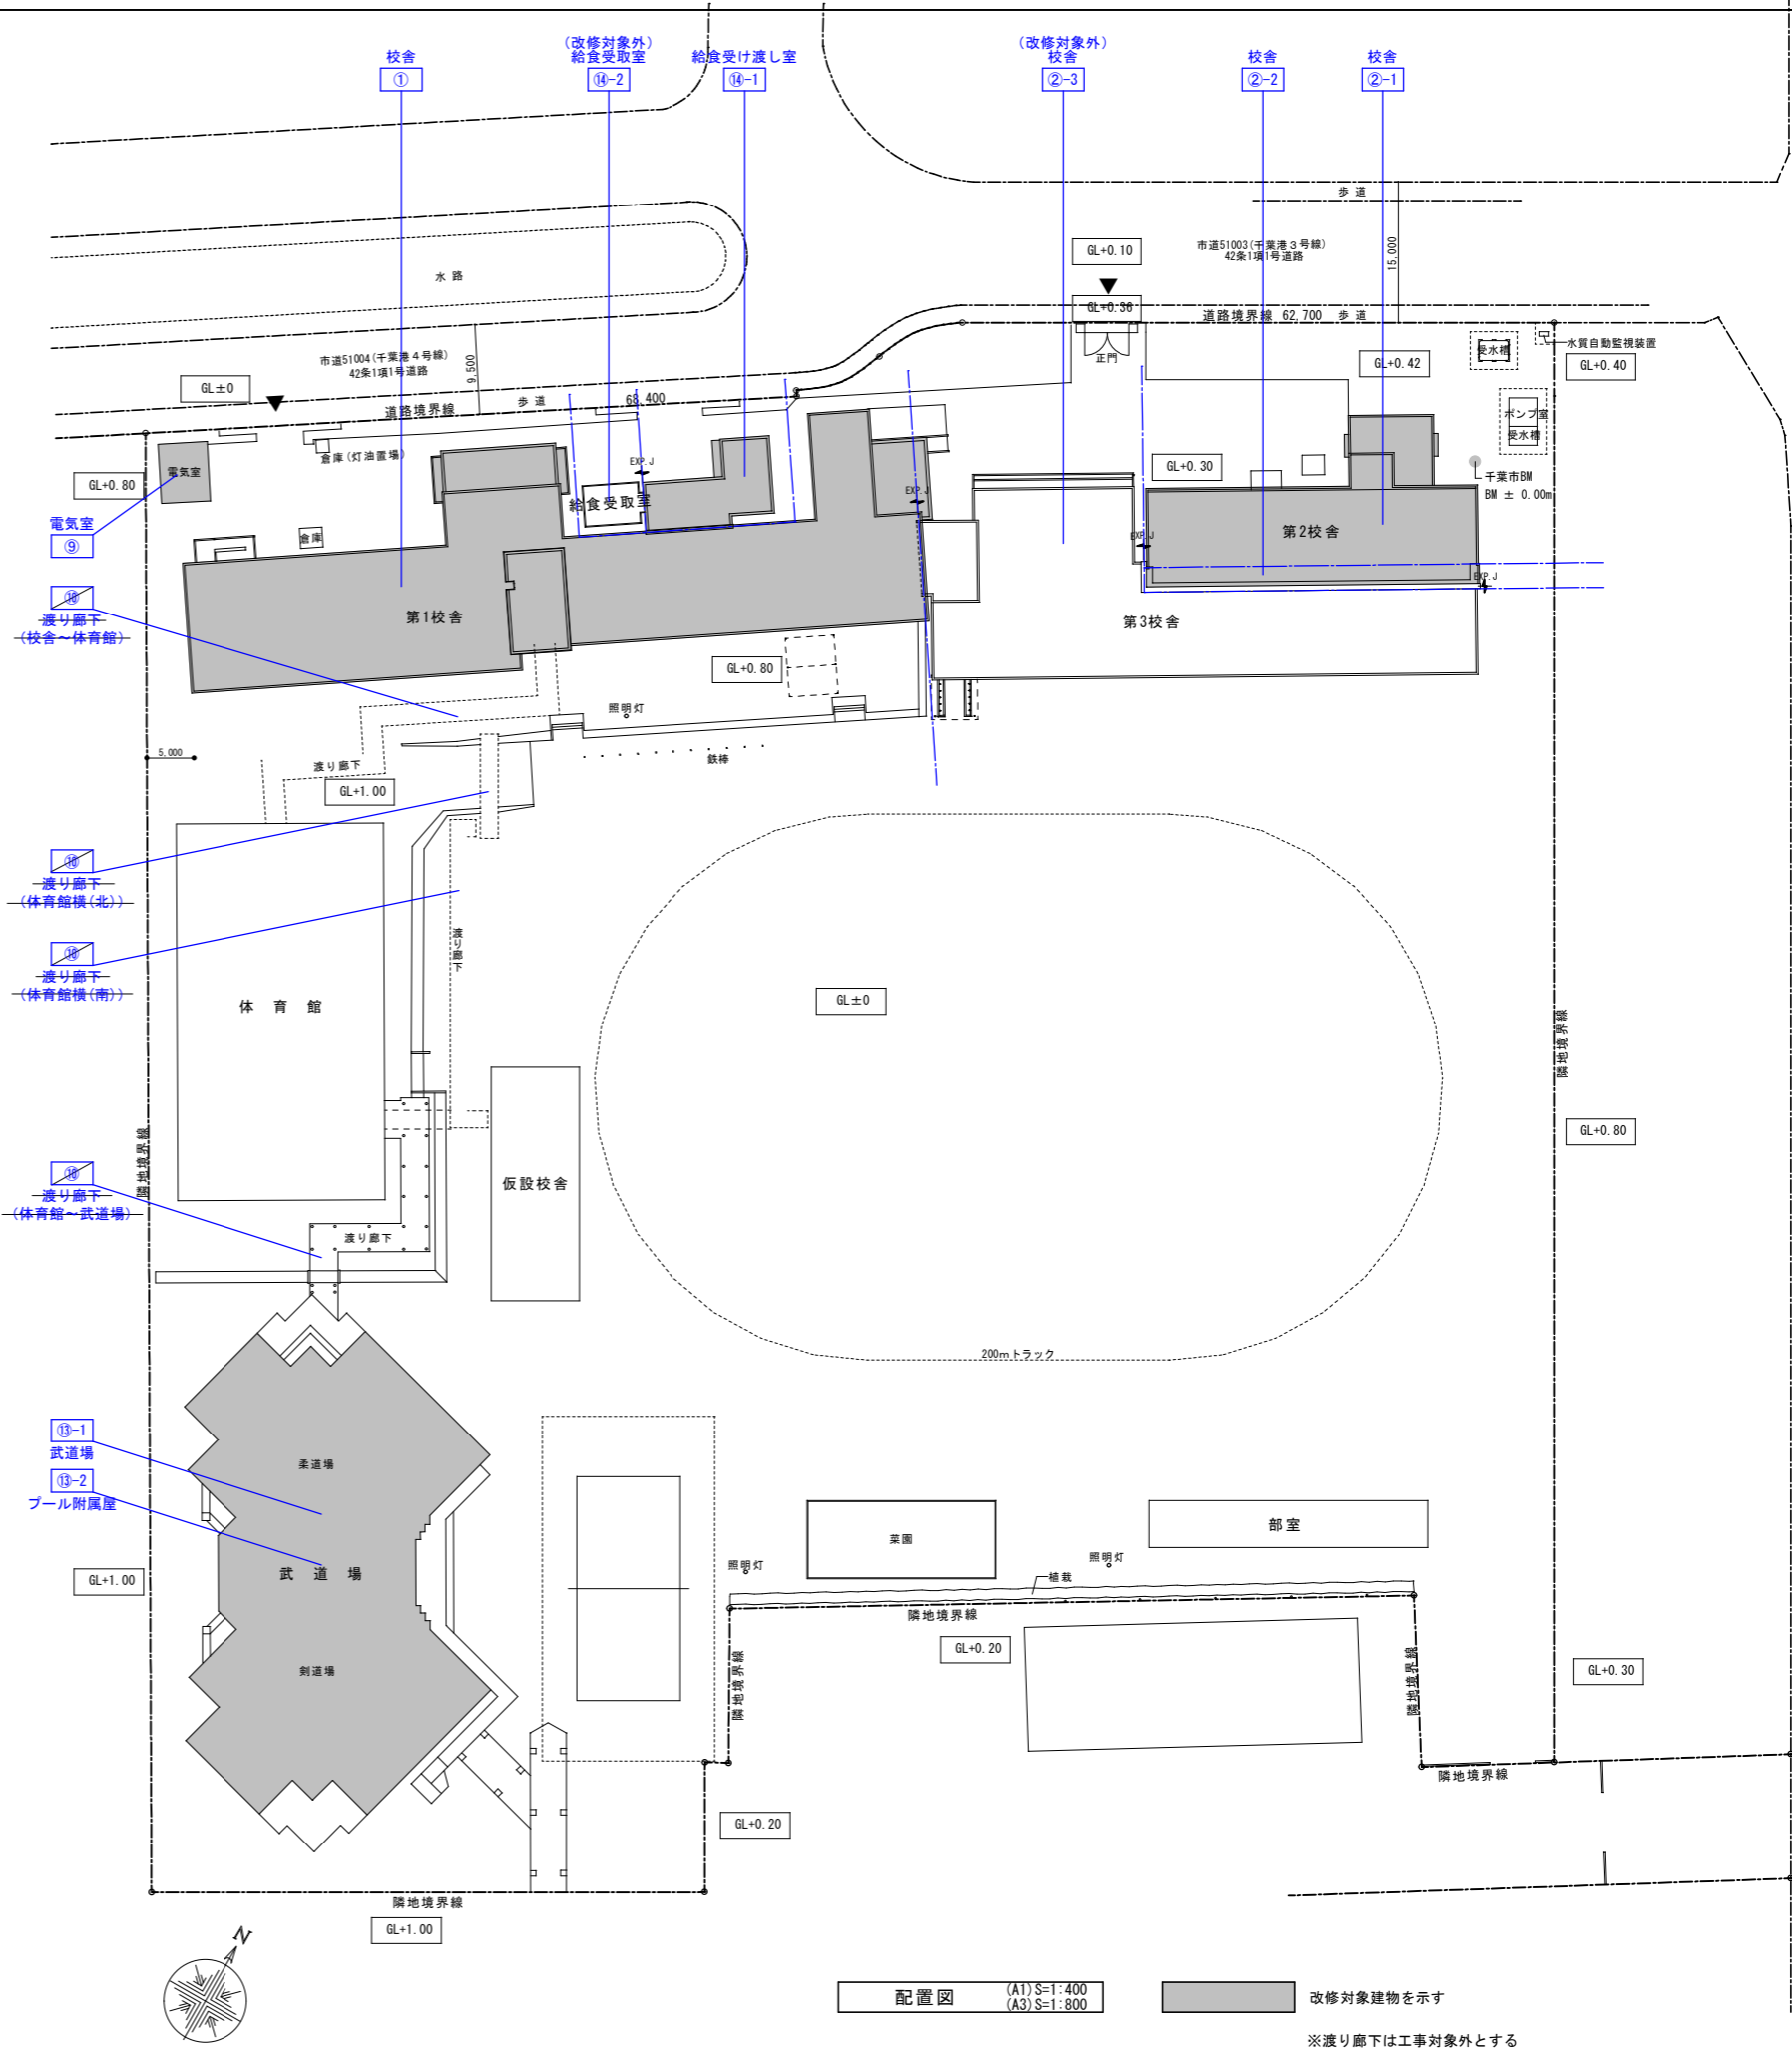 校舎
①
(改修対象外)
給食受取室
⑭-2
給食受け渡し室
⑭-1
(改修対象外)
校舎
②-3
校舎
②-2
校舎
②-1
歩 道
水 路
GL+0.10
市道51003(千葉港3号線)
42条1項1号道路
15,000
GL+0.36
道路境界線 62,700 歩 道
正門
受水槽
水質自動監視装置
GL+0.42
GL+0.40
市道51004(千葉港4号線)
42条1項1号道路
9,500
GL±0
道路境界線
歩 道
68,400
ポンプ室
受水槽
電気室
倉庫(灯油置場)
EXP.J
GL+0.80
給食受取室
EXP.J
GL+0.30
千葉市BM
BM ± 0.00m
電気室
⑨
倉庫
EXP.J
第2校舎
EXP.J
⑩
渡り廊下
(校舎～体育館)
第1校舎
第3校舎
GL+0.80
照明灯
5,000
渡り廊下
鉄棒
GL+1.00
⑩
渡り廊下
(体育館横(北))
⑩
渡り廊下
(体育館横(南))
渡り廊下
体 育 館
GL±0
隣地境界線
隣地境界線
GL+0.80
⑩
渡り廊下
(体育館～武道場)
仮設校舎
渡り廊下
200mトラック
⑬-1
武道場
⑬-2
プール附属屋
柔道場
菜園
部室
照明灯
照明灯
植栽
武 道 場
GL+1.00
隣地境界線
GL+0.20
隣地境界線
隣地境界線
剣道場
GL+0.30
隣地境界線
GL+0.20
隣地境界線
GL+1.00
N
配置図
(A1)S=1:400
(A3)S=1:800
改修対象建物を示す
※渡り廊下は工事対象外とする